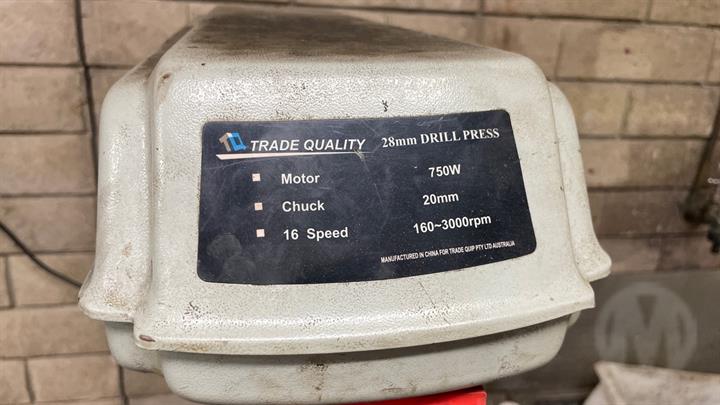 TQ TRADE QUALITY 28mm DRILL PRESS
Motor 750W
Chuck 20mm
16 Speed 160~3000rpm
MANUFACTURED IN CHINA FOR TRADE QUIP PTY LTD AUSTRALIA
M